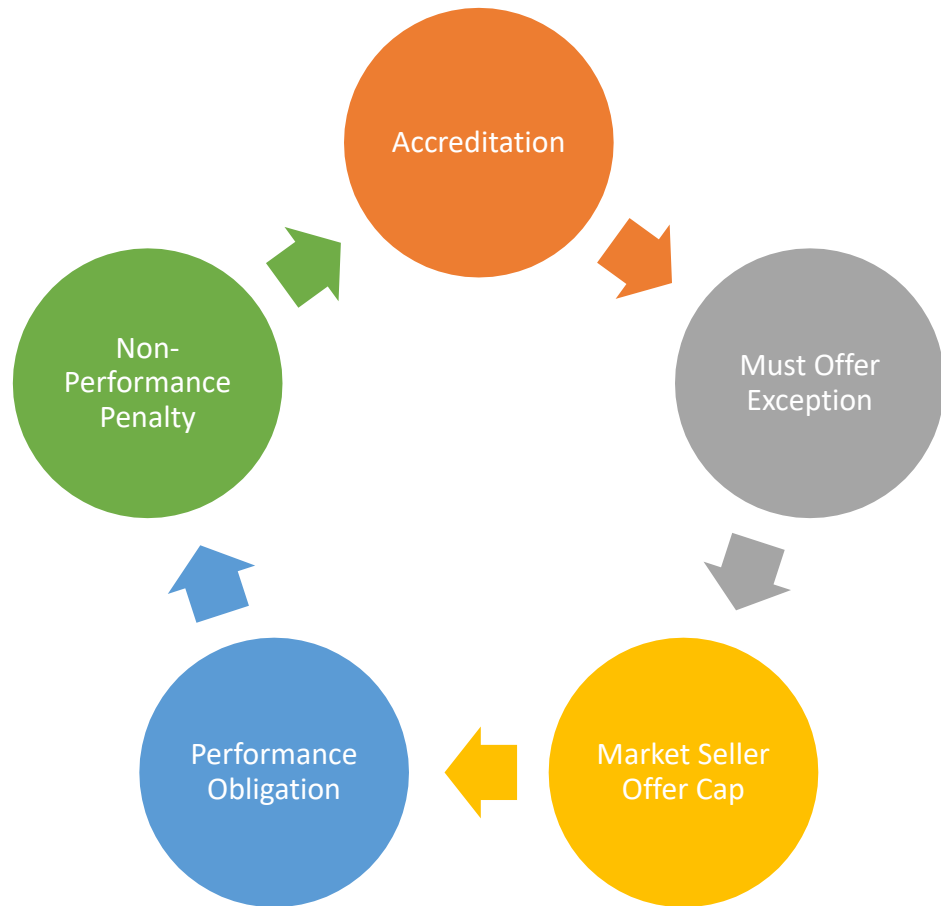 Accreditation
Must Offer
Exception
Market Seller
Offer Cap
Performance
Obligation
Non-
Performance
Penalty